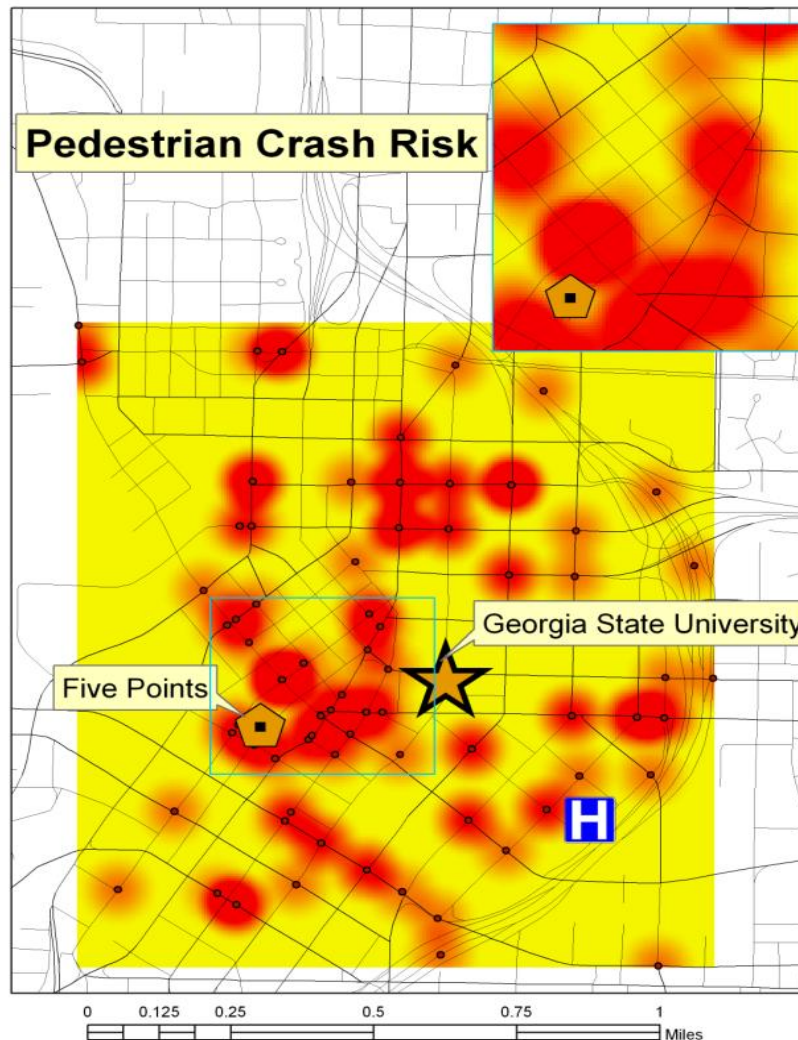 Pedestrian Crash Risk
Georgia State University
Five Points
H
0 0.125 0.25 0.5 0.75 1
Miles